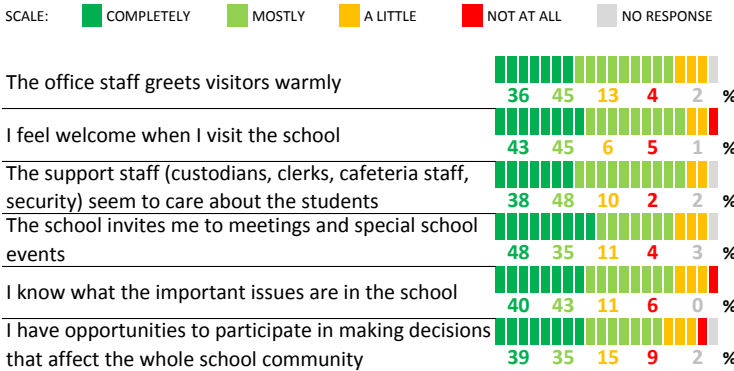 SCALE: COMPLETELY MOSTLY A LITTLE NOT AT ALL NO RESPONSE
The office staff greets visitors warmly
36 45 13 4 2 %
I feel welcome when I visit the school
43 45 6 5 1 %
The support staff (custodians, clerks, cafeteria staff,
security) seem to care about the students
38 48 10 2 2 %
The school invites me to meetings and special school
events
48 35 11 4 3 %
I know what the important issues are in the school
40 43 11 6 0 %
I have opportunities to participate in making decisions
that affect the whole school community
39 35 15 9 2 %